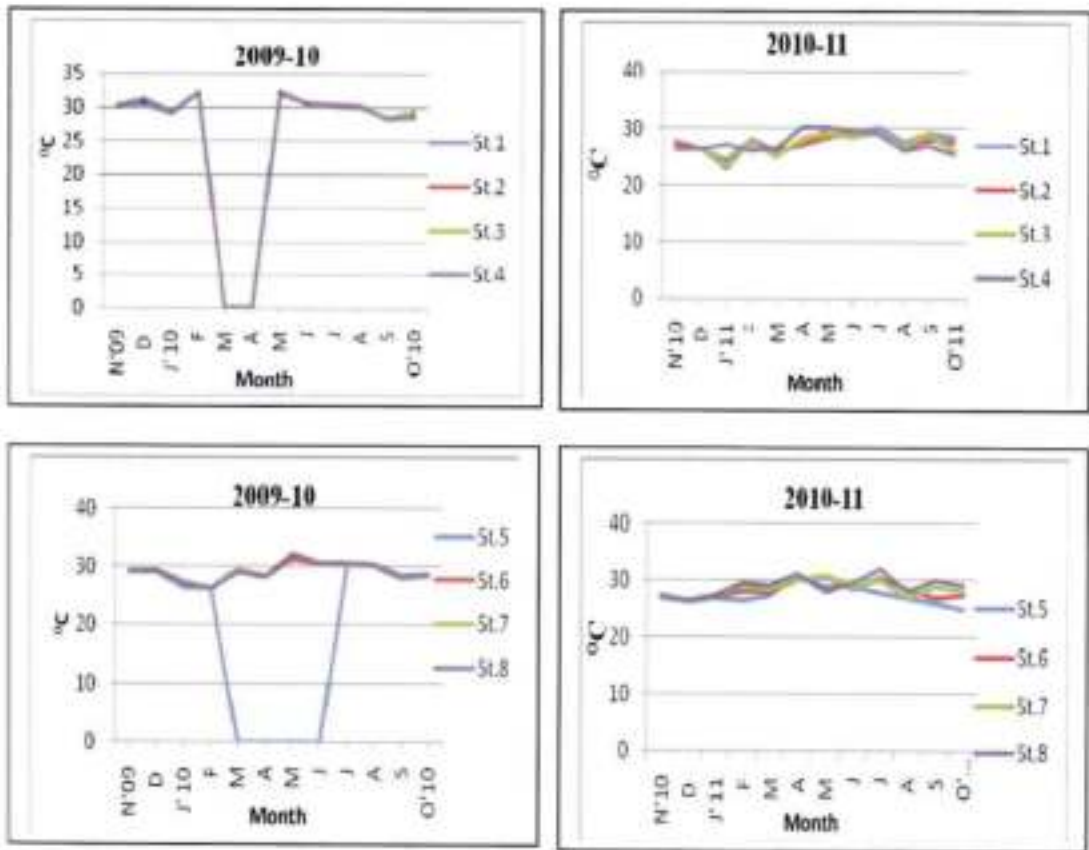 2009-10
35
30
25
20
15
10
5
0
°C
N'09
D
J'10
F
M
A
M
J
J
A
S
O'10
Month
St.1
St.2
St.3
St.4
2010-11
40
30
20
10
0
°C
N'10
D
J'11
M
A
M
J
J
A
S
O'11
Month
St.1
St.2
St.3
St.4
2009-10
40
30
20
10
0
°C
N'09
D
J'10
F
M
A
M
J
J
A
S
O'10
Month
St.5
St.6
St.7
St.8
2010-11
40
30
20
10
0
°C
N'10
D
J'11
F
M
A
M
J
J
A
S
O'...
Month
St.5
St.6
St.7
St.8